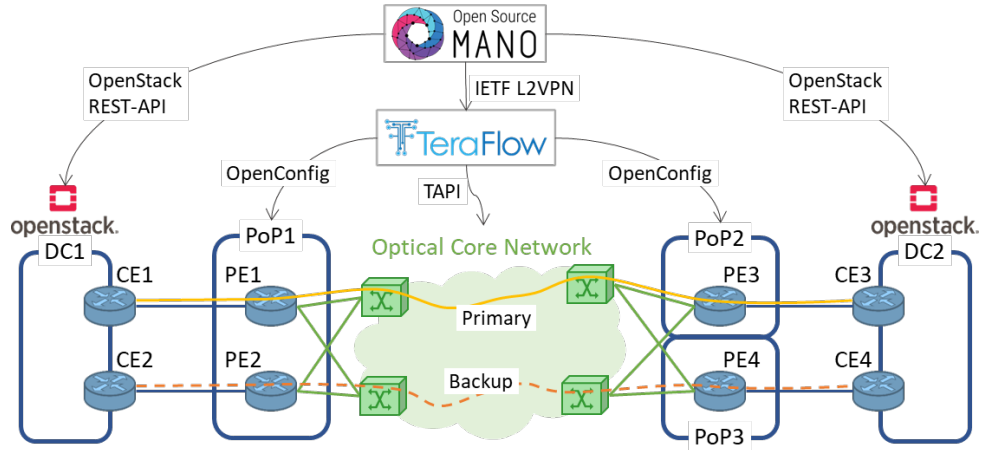 Open Source
MANO
OpenStack
REST-API
IETF L2VPN
OpenStack
REST-API
TeraFlow
OpenConfig
TAPI
OpenConfig
openstack.
openstack.
DC1
PoP1
Optical Core Network
PoP2
DC2
CE1
PE1
PE3
CE3
Primary
CE2
PE2
Backup
PE4
CE4
PoP3